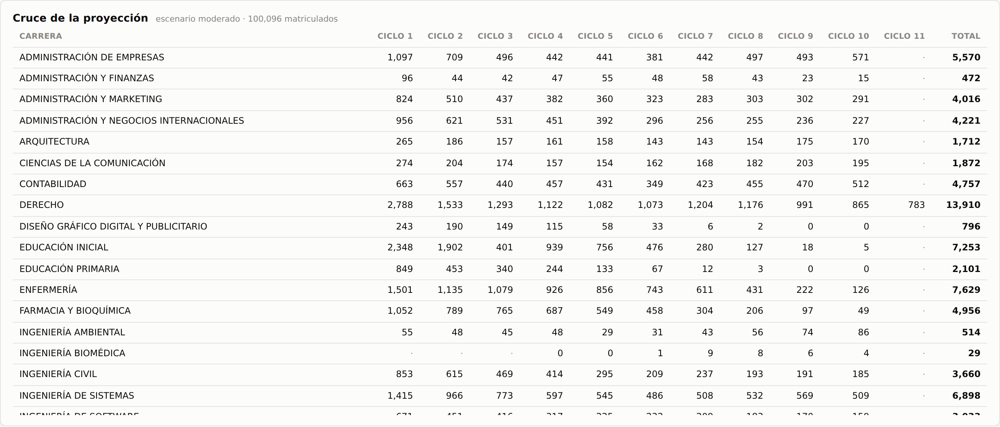 Cruce de la proyección escenario moderado · 100,096 matriculados
CARRERA CICLO 1 CICLO 2 CICLO 3 CICLO 4 CICLO 5 CICLO 6 CICLO 7 CICLO 8 CICLO 9 CICLO 10 CICLO 11 TOTAL
ADMINISTRACIÓN DE EMPRESAS 1,097 709 496 442 441 381 442 497 493 571 · 5,570
ADMINISTRACIÓN Y FINANZAS 96 44 42 47 55 48 58 43 23 15 · 472
ADMINISTRACIÓN Y MARKETING 824 510 437 382 360 323 283 303 302 291 · 4,016
ADMINISTRACIÓN Y NEGOCIOS INTERNACIONALES 956 621 531 451 392 296 256 255 236 227 · 4,221
ARQUITECTURA 265 186 157 161 158 143 143 154 175 170 · 1,712
CIENCIAS DE LA COMUNICACIÓN 274 204 174 157 154 162 168 182 203 195 · 1,872
CONTABILIDAD 663 557 440 457 431 349 423 455 470 512 · 4,757
DERECHO 2,788 1,533 1,293 1,122 1,082 1,073 1,204 1,176 991 865 783 13,910
DISEÑO GRÁFICO DIGITAL Y PUBLICITARIO 243 190 149 115 58 33 6 2 0 0 · 796
EDUCACIÓN INICIAL 2,348 1,902 401 939 756 476 280 127 18 5 · 7,253
EDUCACIÓN PRIMARIA 849 453 340 244 133 67 12 3 0 0 · 2,101
ENFERMERÍA 1,501 1,135 1,079 926 856 743 611 431 222 126 · 7,629
FARMACIA Y BIOQUÍMICA 1,052 789 765 687 549 458 304 206 97 49 · 4,956
INGENIERÍA AMBIENTAL 55 48 45 48 29 31 43 56 74 86 · 514
INGENIERÍA BIOMÉDICA · · · 0 0 1 9 8 6 4 · 29
INGENIERÍA CIVIL 853 615 469 414 295 209 237 193 191 185 · 3,660
INGENIERÍA DE SISTEMAS 1,415 966 773 597 545 486 508 532 569 509 · 6,898
INGENIERÍA DE SOFTWARE